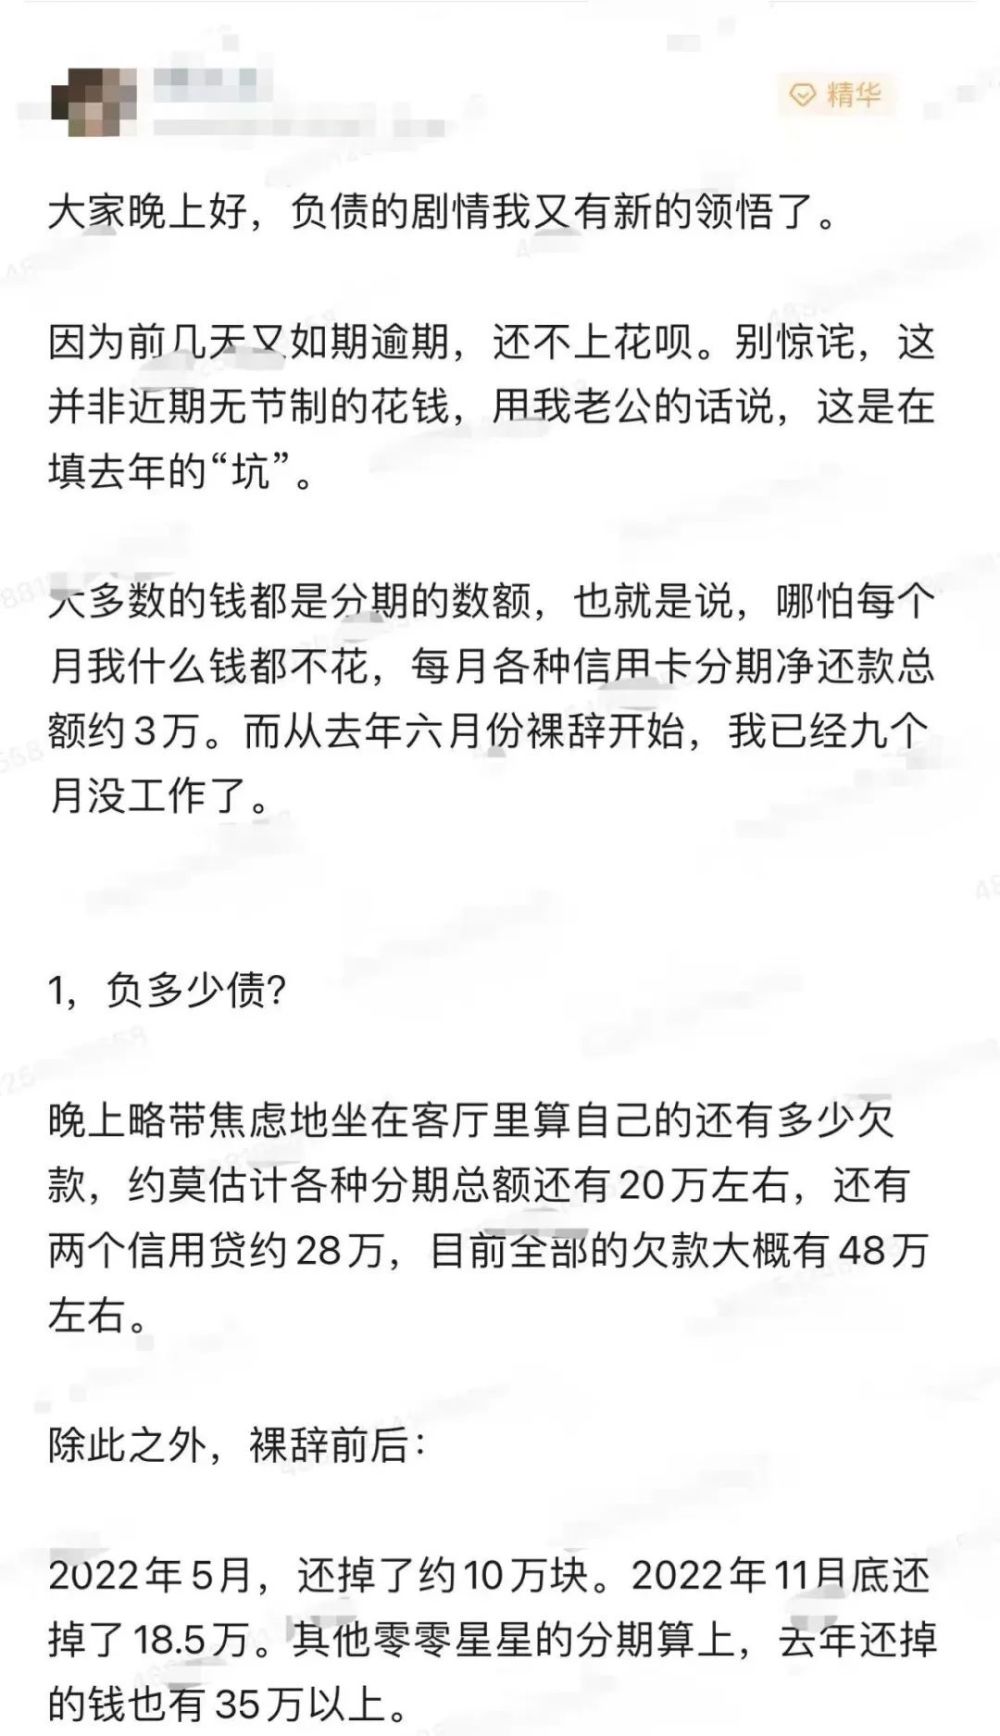 精华
大家晚上好，负债的剧情我又有新的领悟了。
因为前几天又如期逾期，还不上花呗。别惊诧，这
并非近期无节制的花钱，用我老公的话说，这是在
填去年的“坑”。
大多数的钱都是分期的数额，也就是说，哪怕每个
月我什么钱都不花，每月各种信用卡分期净还款总
额约3万。而从去年六月份裸辞开始，我已经九个
月没工作了。
1，负多少债？
晚上略带焦虑地坐在客厅里算自己的还有多少欠
款，约莫估计各种分期总额还有20万左右，还有
两个信用贷约28万，目前全部的欠款大概有48万
左右。
除此之外，裸辞前后：
2022年5月，还掉了约10万块。2022年11月底还
掉了18.5万。其他零零星星的分期算上，去年还掉
的钱也有35万以上。